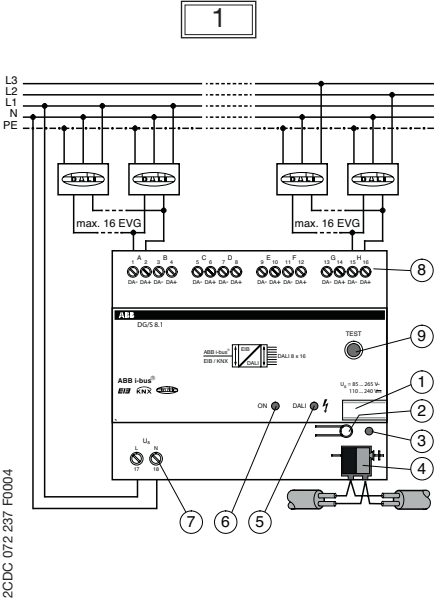 1
L3
L2
L1
N
PE
DALI DALI DALI DALI
max. 16 EVG max. 16 EVG
A B C D E F G H
1 2 3 4 5 6 7 8 9 10 11 12 13 14 15 16
DA- DA+ DA- DA+ DA- DA+ DA- DA+ DA- DA+ DA- DA+ DA- DA+ DA- DA+
8
ABB
DG/S 8.1
TEST
9
ABB i-bus® EIB DALI 8 x 16
EIB / KNX DALI
ABB i-bus®
EIB KNX DALI
Us = 85 ... 265 V~
110 ... 240 V
1
ON DALI
2
3
Us
L N
17 18
4
7 6 5
2CDC 072 237 F0004